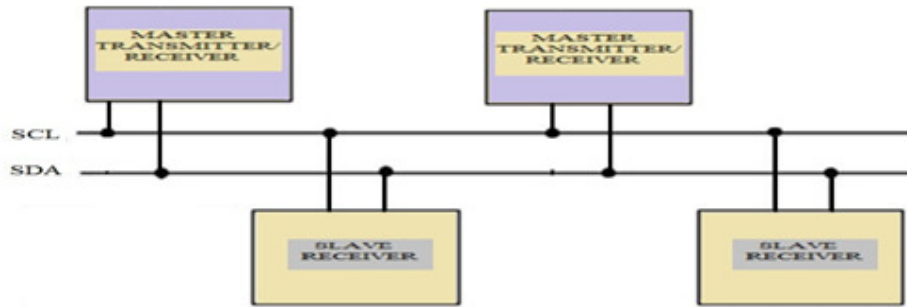 MASTER
TRANSMITTER/
RECEIVER
MASTER
TRANSMITTER/
RECEIVER
SCL
SDA
SLAVE
RECEIVER
SLAVE
RECEIVER